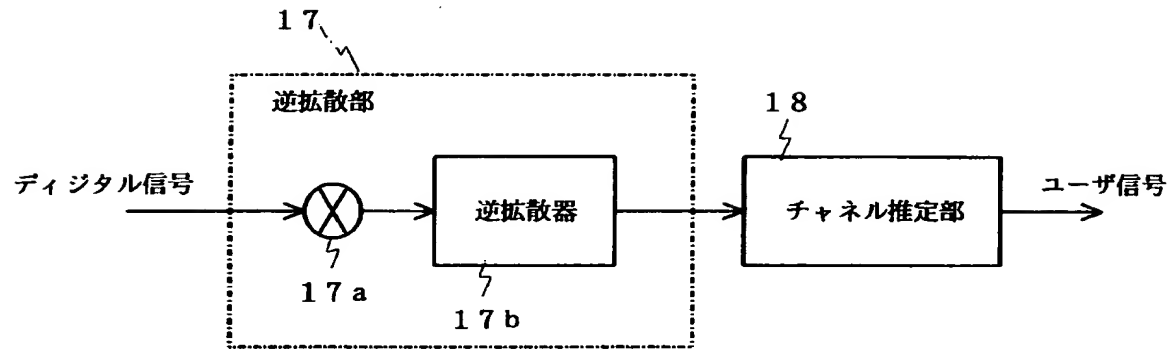 １７
逆拡散部
１８
ディジタル信号
逆拡散器
チャネル推定部
ユーザ信号
１７ａ
１７ｂ